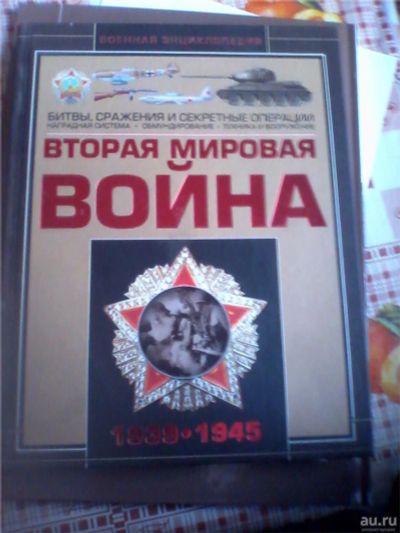 ВОЕННАЯ ЭНЦИКЛОПЕДИЯ
БИТВЫ, СРАЖЕНИЯ И СЕКРЕТНЫЕ ОПЕРАЦИИ
НАГРАДНАЯ СИСТЕМА • ОБМУНДИРОВАНИЕ • ТЕХНИКА И ВООРУЖЕНИЕ
ВТОРАЯ МИРОВАЯ
ВОЙНА
1939•1945
au.ru